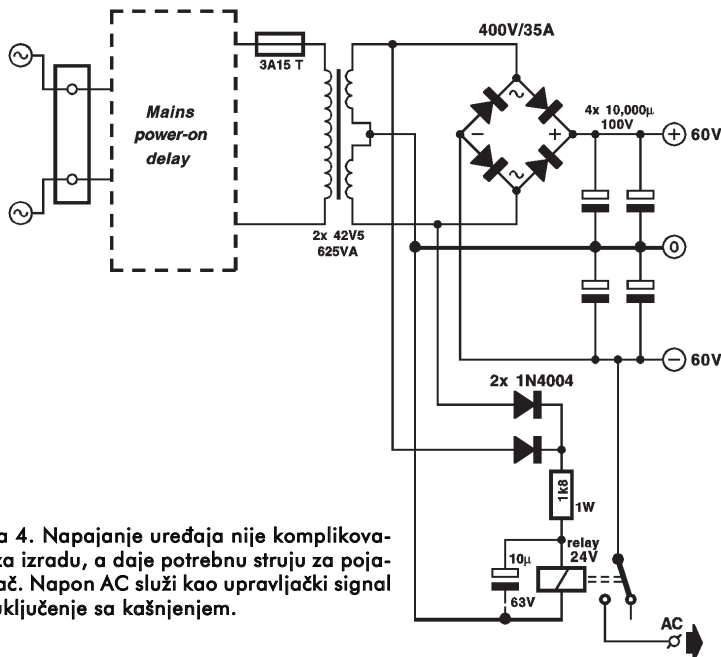 400V/35A
3A15 T
Mains
power-on
delay
4x 10,000µ
100V
~
~
~
~
−
+
+ 60V
0
− 60V
2x 42V5
625VA
2x 1N4004
1k8
1W
relay
24V
10µ
63V
AC
a 4. Napajanje uređaja nije komplikova-
za izradu, a daje potrebnu struju za poja-
ač. Napon AC služi kao upravljački signal
uključenje sa kašnjenjem.